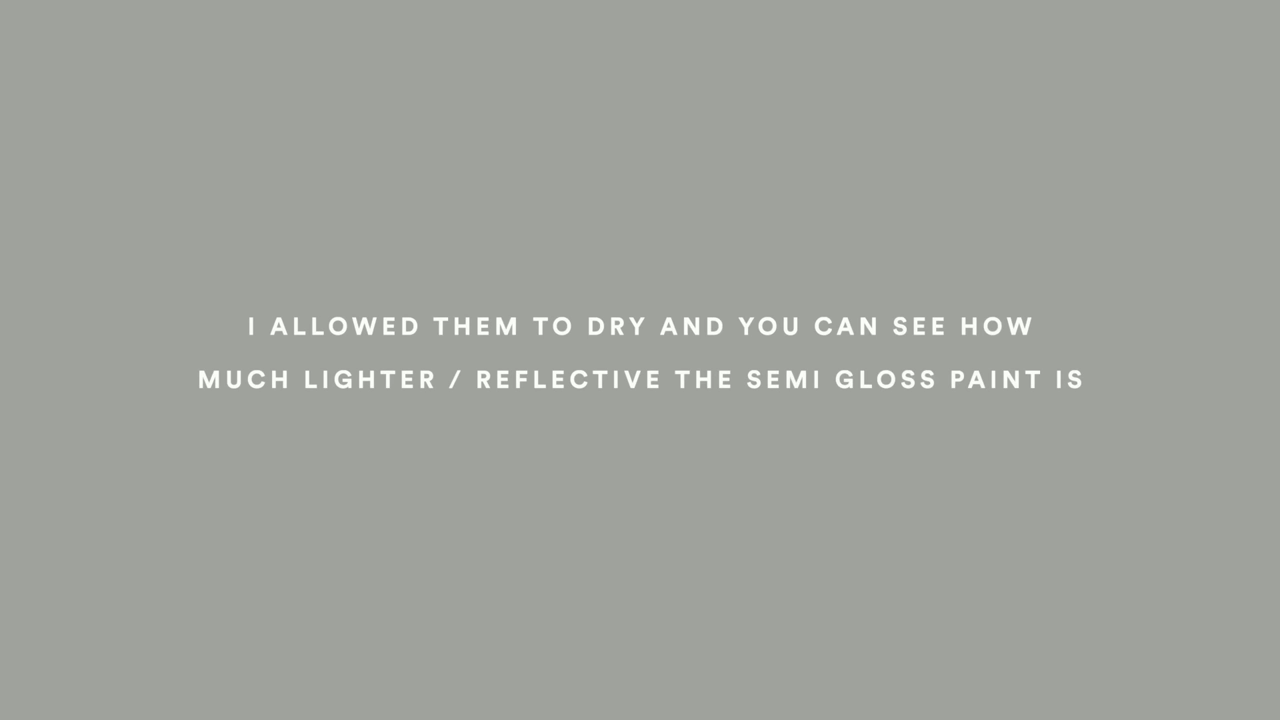 I ALLOWED THEM TO DRY AND YOU CAN SEE HOW
MUCH LIGHTER / REFLECTIVE THE SEMI GLOSS PAINT IS